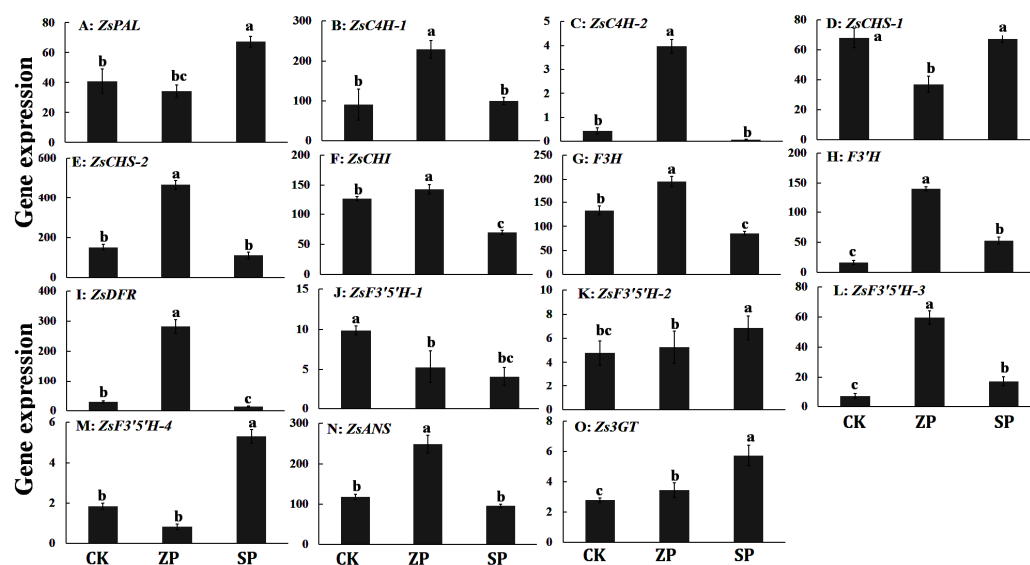 Gene expression
Gene expression
A: ZsPAL
80
60
40
20
0
b
bc
a
B: ZsC4H-1
300
200
100
0
b
a
b
C: ZsC4H-2
5
4
3
2
1
0
b
a
b
D: ZsCHS-1
80
60
40
20
0
a
b
a
E: ZsCHS-2
600
400
200
0
b
a
b
F: ZsCHI
200
150
100
50
0
b
a
c
G: F3H
250
200
150
100
50
0
b
a
c
H: F3'H
200
150
100
50
0
c
a
b
I: ZsDFR
400
300
200
100
0
b
a
c
J: ZsF3'5'H-1
15
10
5
0
a
b
bc
K: ZsF3'5'H-2
8
6
4
2
0
bc
b
a
L: ZsF3'5'H-3
80
60
40
20
0
c
a
b
CK ZP SP
M: ZsF3'5'H-4
6
4
2
0
b
b
a
CK ZP SP
N: ZsANS
300
200
100
0
b
a
b
CK ZP SP
O: Zs3GT
8
6
4
2
0
c
b
a
CK ZP SP